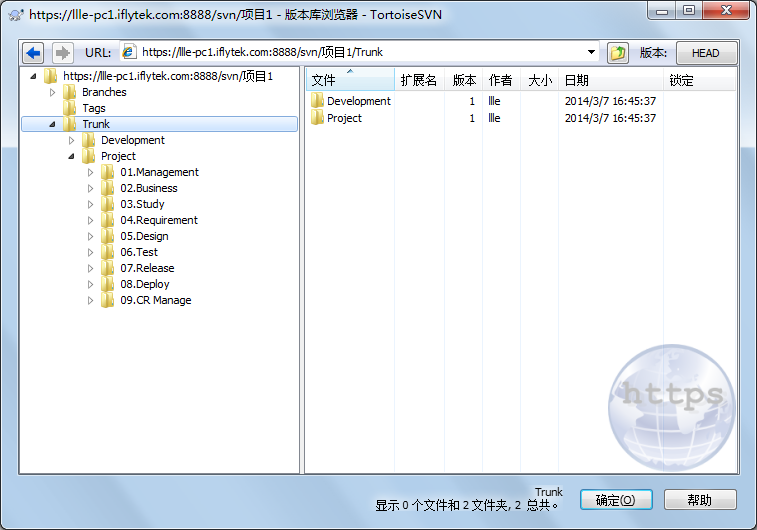 https://llle-pc1.iflytek.com:8888/svn/项目1 - 版本库浏览器 - TortoiseSVN
URL: https://llle-pc1.iflytek.com:8888/svn/项目1/Trunk 版本: HEAD
https://llle-pc1.iflytek.com:8888/svn/项目1
Branches
Tags
Trunk
Development
Project
01.Management
02.Business
03.Study
04.Requirement
05.Design
06.Test
07.Release
08.Deploy
09.CR Manage
文件 扩展名 版本 作者 大小 日期 锁定
Development 1 llle 2014/3/7 16:45:37
Project 1 llle 2014/3/7 16:45:37
https
Trunk
显示 0 个文件和 2 文件夹, 2 总共。
确定(O) 帮助